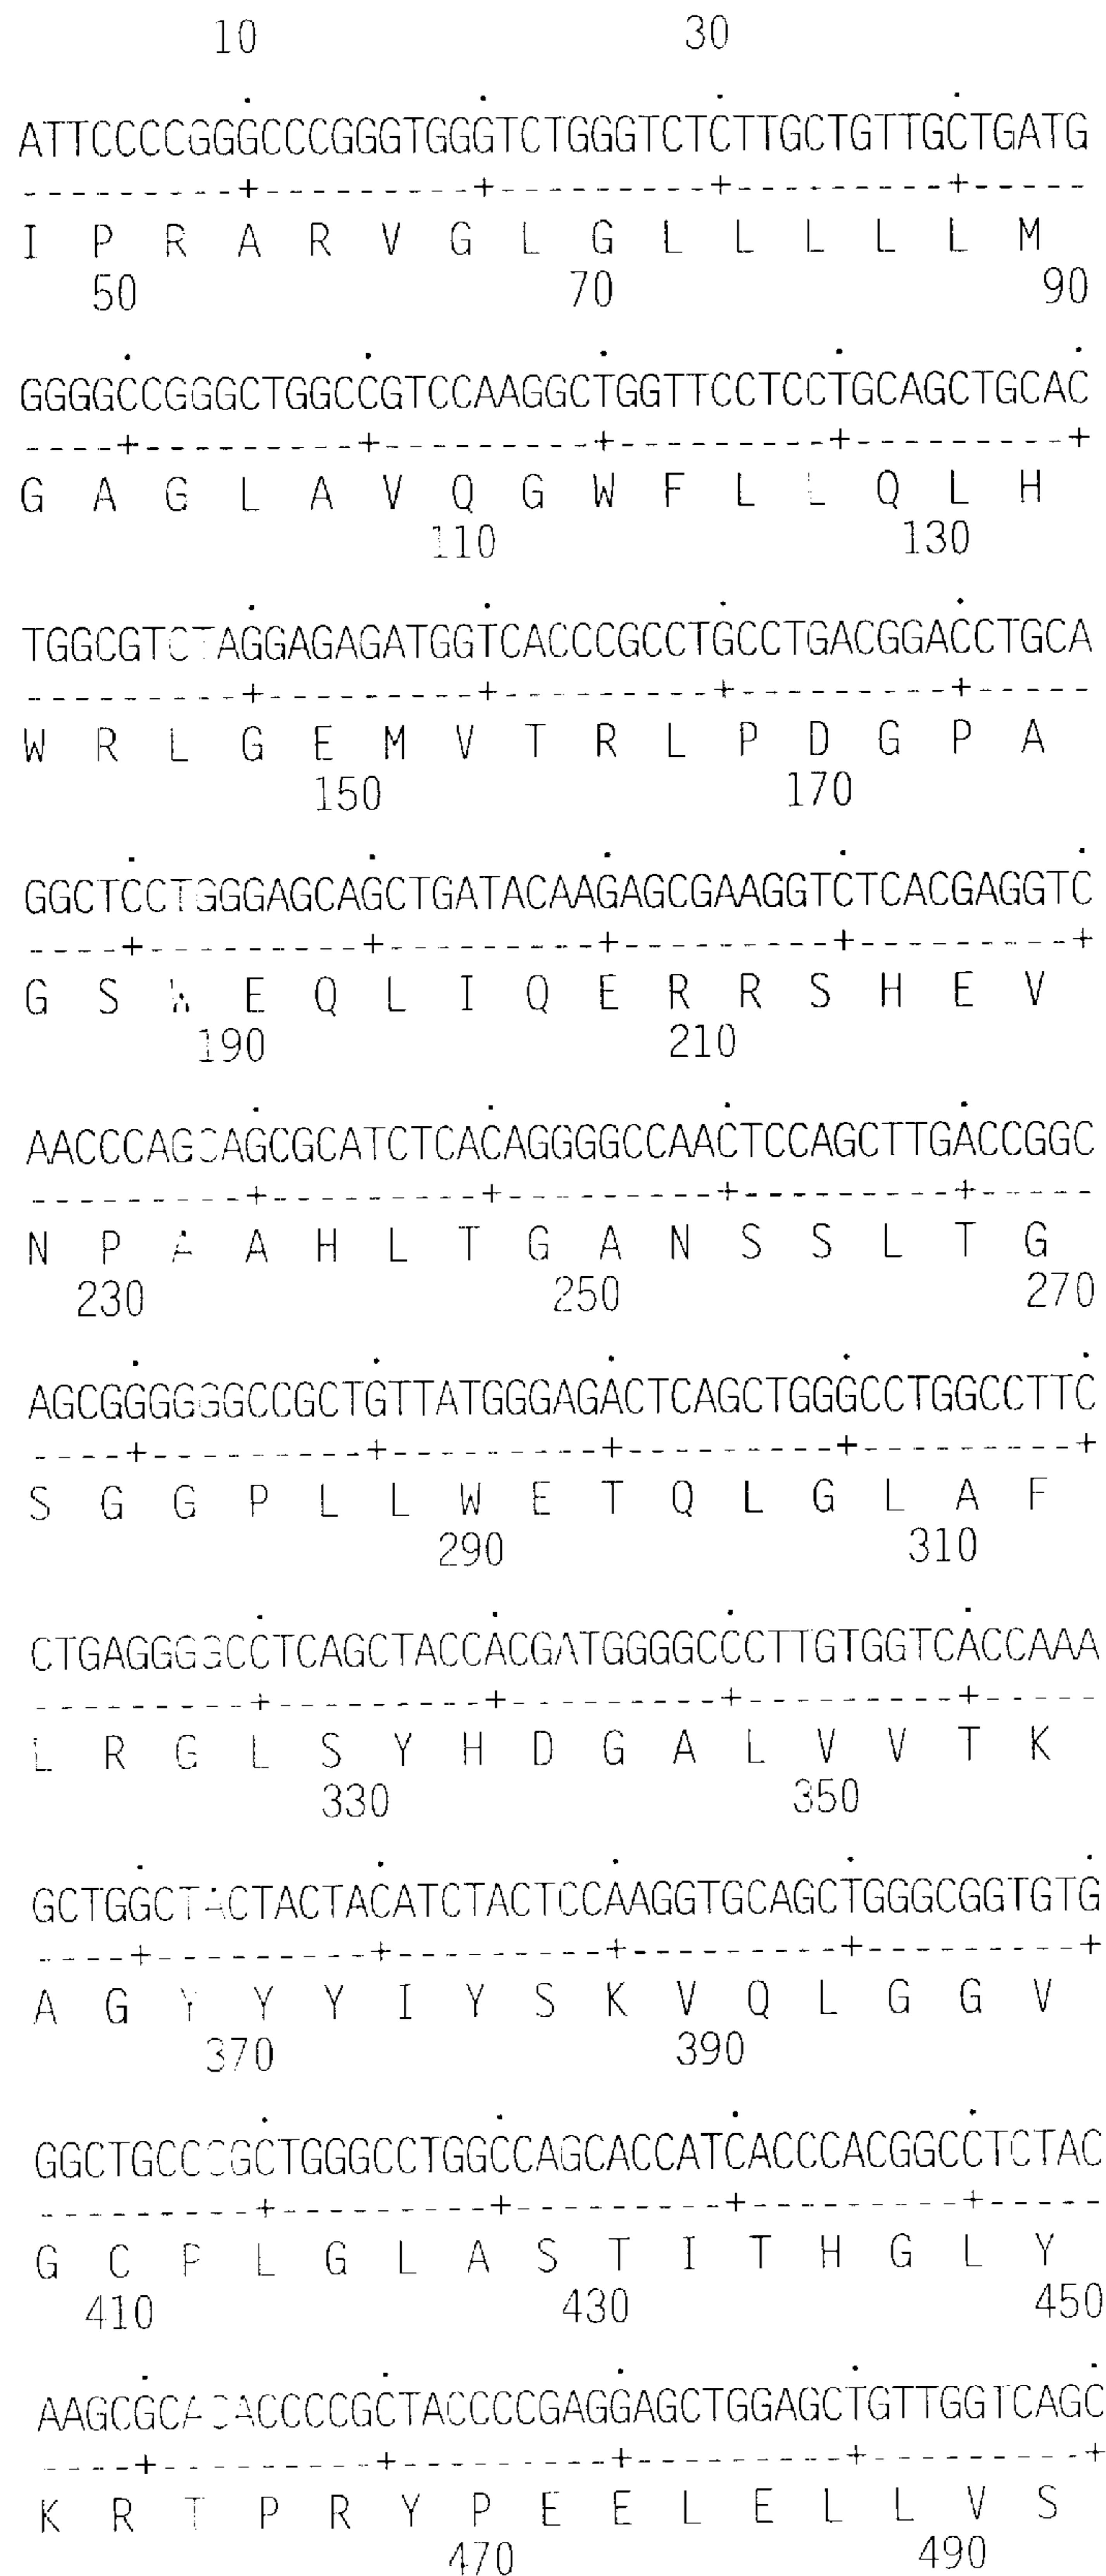 10 30
ATTCCCCGGGCCCGGGTGGGTCTGGGTCTCTTGCTGTTGCTGATG
---------+---------+---------+---------+-----
I P R A R V G L G L L L L L M
50 70 90
GGGGCCGGGCTGGCCGTCCAAGGCTGGTTCCTCCTGCAGCTGCAC
----+---------+---------+---------+---------+
G A G L A V Q G W F L L Q L H
110 130
TGGCGTCTAGGAGAGATGGTCACCCGCCTGCCTGACGGACCTGCA
---------+---------+---------+---------+-----
W R L G E M V T R L P D G P A
150 170
GGCTCCTGGGAGCAGCTGATACAAGAGCGAAGGTCTCACGAGGTC
----+---------+---------+---------+---------+
G S W E Q L I Q E R R S H E V
190 210
AACCCAGCAGCGCATCTCACAGGGGCCAACTCCAGCTTGACCGGC
---------+---------+---------+---------+-----
N P A A H L T G A N S S L T G
230 250 270
AGCGGGGGGCCGCTGTTATGGGAGACTCAGCTGGGCCTGGCCTTC
----+---------+---------+---------+---------+
S G G P L L W E T Q L G L A F
290 310
CTGAGGGGCCTCAGCTACCACGATGGGGCCCTTGTGGTCACCAAA
---------+---------+---------+---------+-----
L R G L S Y H D G A L V V T K
330 350
GCTGGCTACTACTACATCTACTCCAAGGTGCAGCTGGGCGGTGTG
----+---------+---------+---------+---------+
A G Y Y Y I Y S K V Q L G G V
370 390
GGCTGCCCGCTGGGCCTGGCCAGCACCATCACCCACGGCCTCTAC
---------+---------+---------+---------+-----
G C P L G L A S T I T H G L Y
410 430 450
AAGCGCACACCCCGCTACCCCGAGGAGCTGGAGCTGTTGGTCAGC
----+---------+---------+---------+---------+
K R T P R Y P E E L E L L V S
470 490